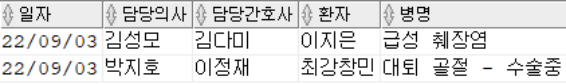 일자 담당의사 담당간호사 환자 병명
22/09/03 김성모 김다미 이지은 급성 췌장염
22/09/03 박지호 이정재 최강창민 대퇴 골절 - 수술중